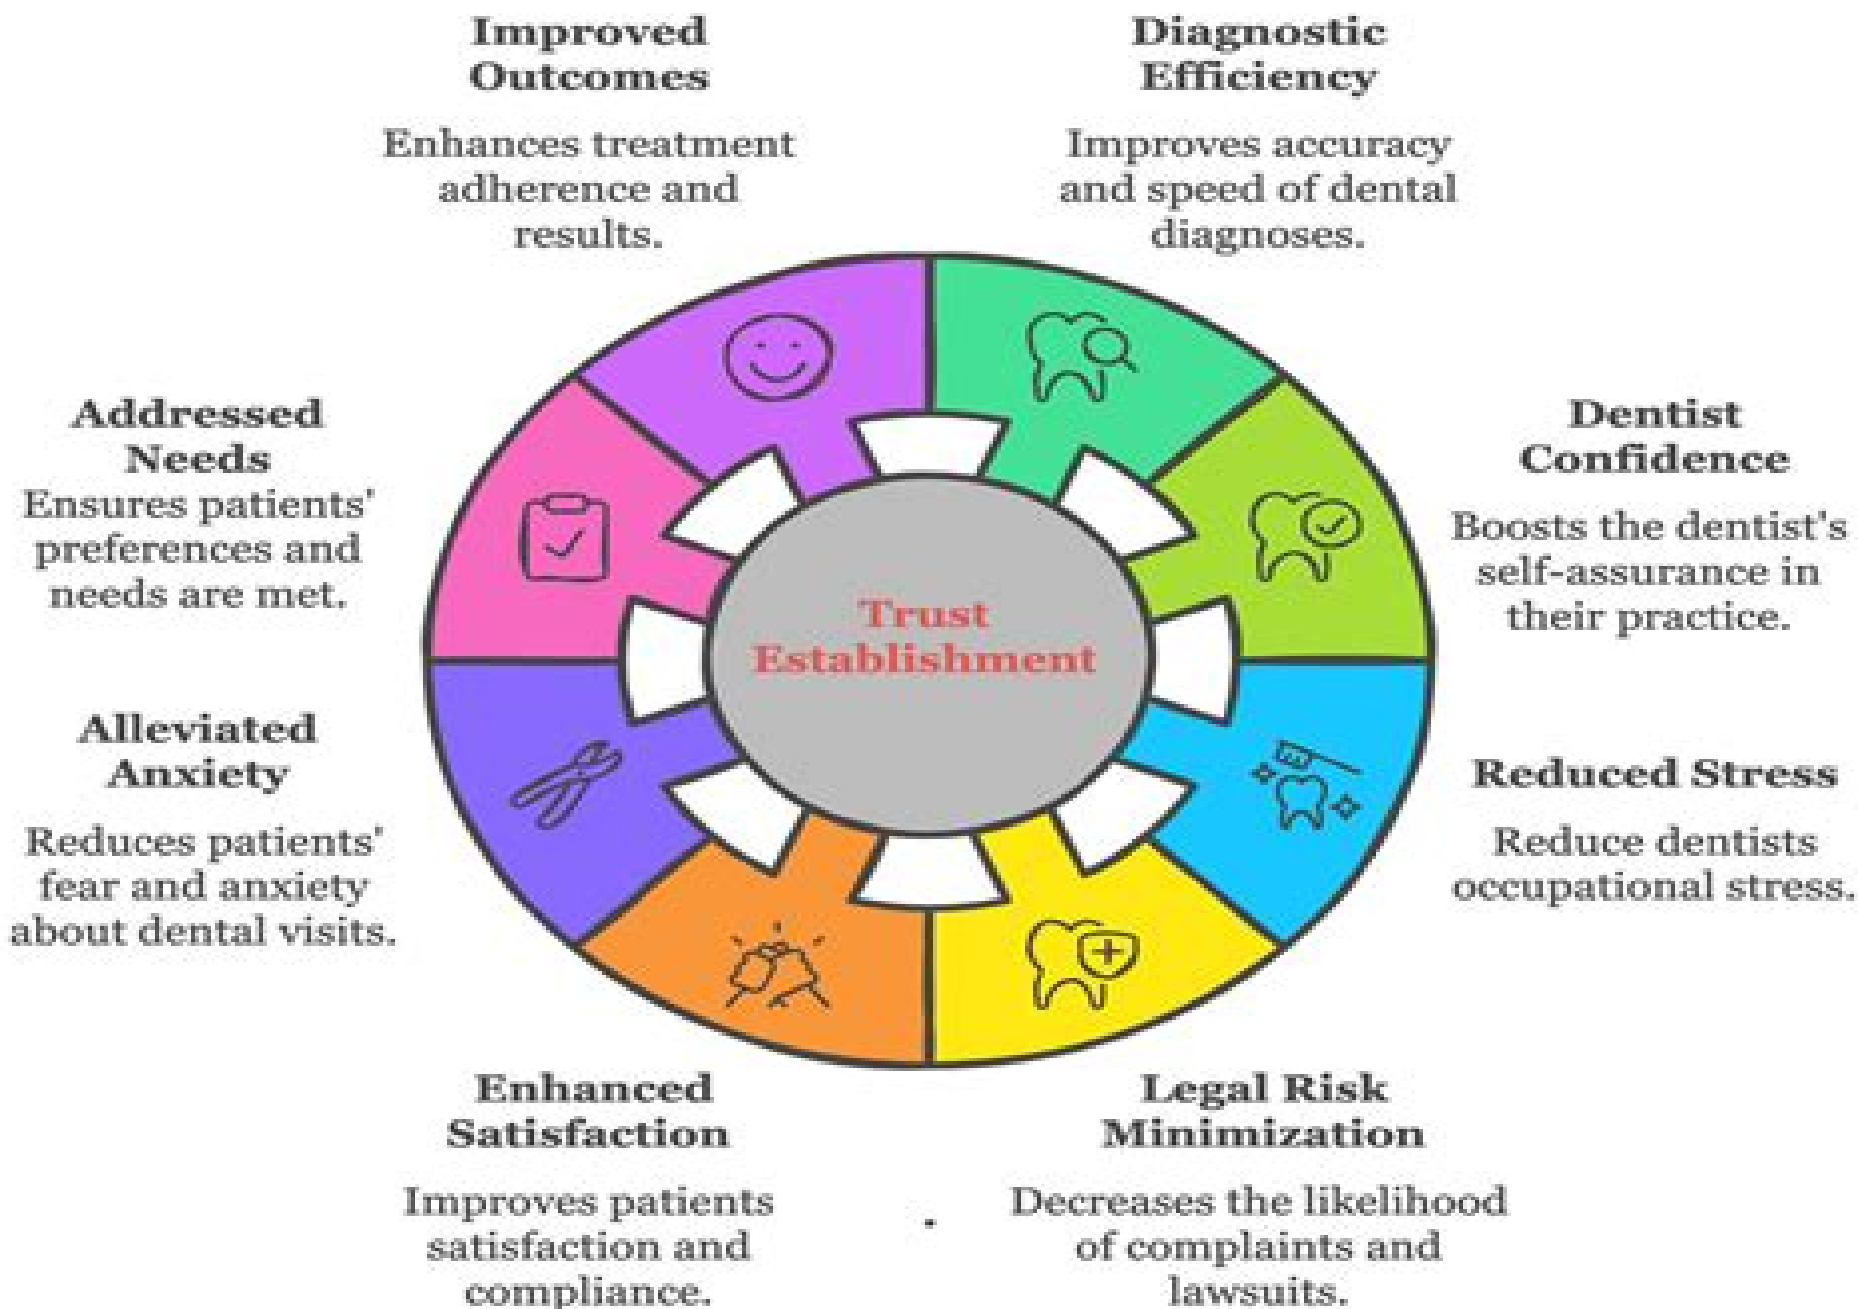 Improved
Outcomes
Enhances treatment
adherence and
results.
Diagnostic
Efficiency
Improves accuracy
and speed of dental
diagnoses.
Addressed
Needs
Ensures patients'
preferences and
needs are met.
Dentist
Confidence
Boosts the dentist's
self-assurance in
their practice.
Trust
Establishment
Alleviated
Anxiety
Reduces patients'
fear and anxiety
about dental visits.
Reduced Stress
Reduce dentists
occupational stress.
Enhanced
Satisfaction
Improves patients
satisfaction and
compliance.
.
Legal Risk
Minimization
Decreases the likelihood
of complaints and
lawsuits.